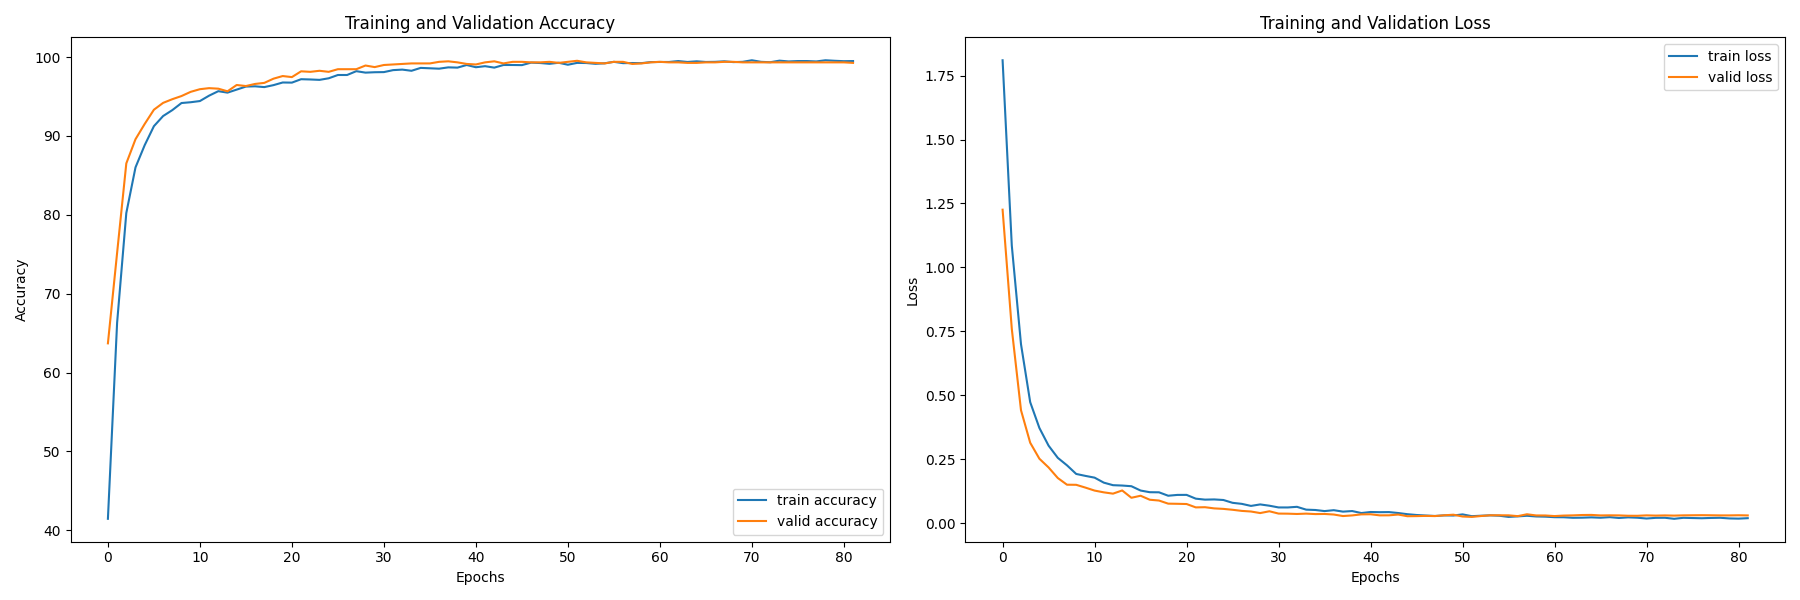 Training and Validation Accuracy
100
90
80
70
60
50
40
Accuracy
0 10 20 30 40 50 60 70 80
Epochs
train accuracy
valid accuracy
Training and Validation Loss
1.75
1.50
1.25
1.00
0.75
0.50
0.25
0.00
Loss
0 10 20 30 40 50 60 70 80
Epochs
train loss
valid loss